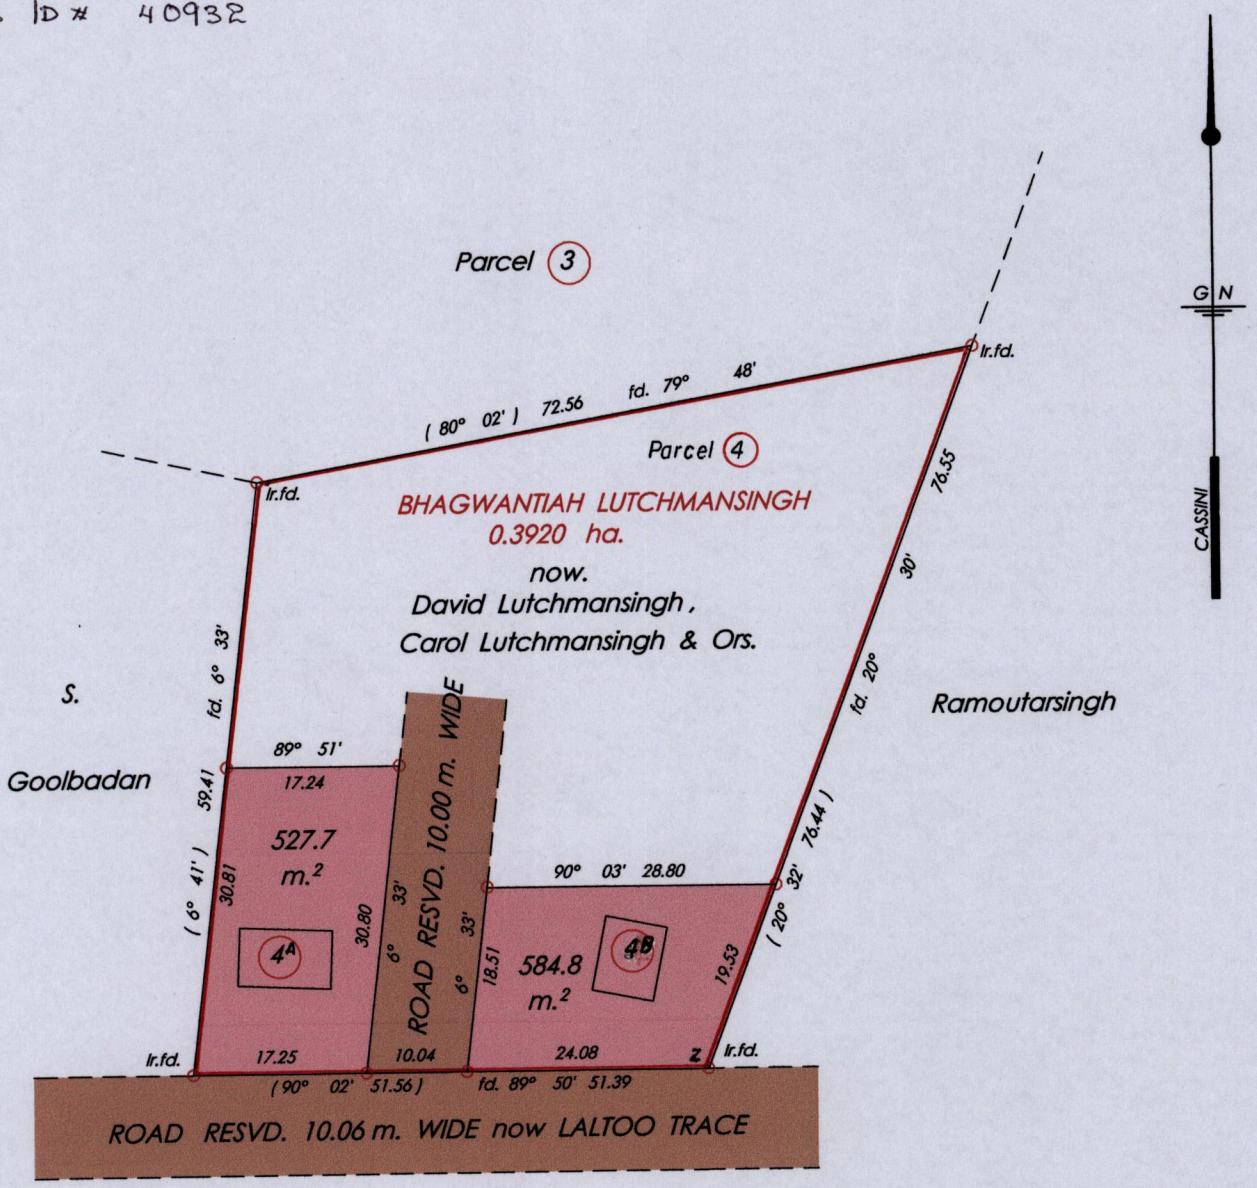 ID # 40932
G N
CASSINI
Parcel 3
Ir.fd.
( 80° 02' ) 72.56 fd. 79° 48'
Parcel 4
Ir.fd.
BHAGWANTIAH LUTCHMANSINGH
0.3920 ha.
now.
David Lutchmansingh,
Carol Lutchmansingh & Ors.
76.55
fd. 20° 30'
( 20° 32' 76.44 )
19.53
fd. 6° 33'
59.41
( 6° 41' )
30.81
S.
Goolbadan
Ramoutarsingh
89° 51'
17.24
527.7
m.²
4A
30.80
6° 33'
ROAD RESVD. 10.00 m. WIDE
6° 33'
18.51
90° 03' 28.80
584.8
m.²
Ir.fd.
17.25
10.04
24.08
Z
Ir.fd.
( 90° 02' 51.56 )
fd. 89° 50' 51.39
ROAD RESVD. 10.06 m. WIDE now LALTOO TRACE